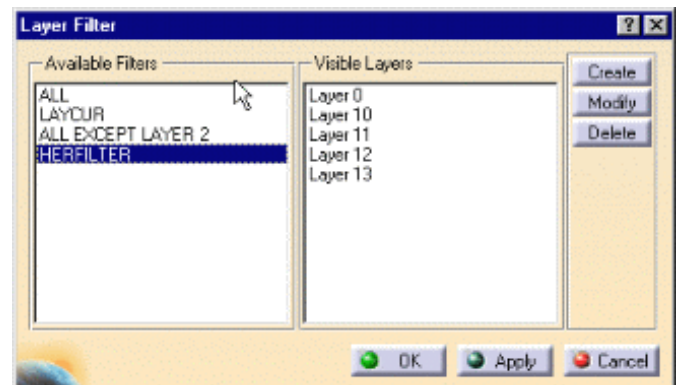 Layer Filter
Available Filters
ALL
LAYCUR
ALL EXCEPT LAYER 2
HERFILTER
Visible Layers
Layer 0
Layer 10
Layer 11
Layer 12
Layer 13
Create
Modify
Delete
OK
Apply
Cancel